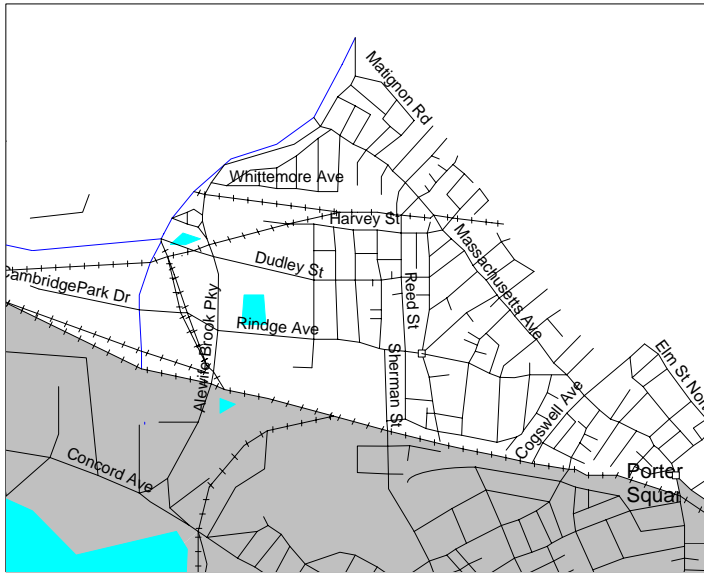 Matignon Rd
Whittemore Ave
Harvey St
Massachusetts Ave
Dudley St
CambridgePark Dr
Reed St
Rindge Ave
Alewife Brook Pky
Sherman St
Elm St Nort
Cogswell Ave
Concord Ave
Porter
Squar